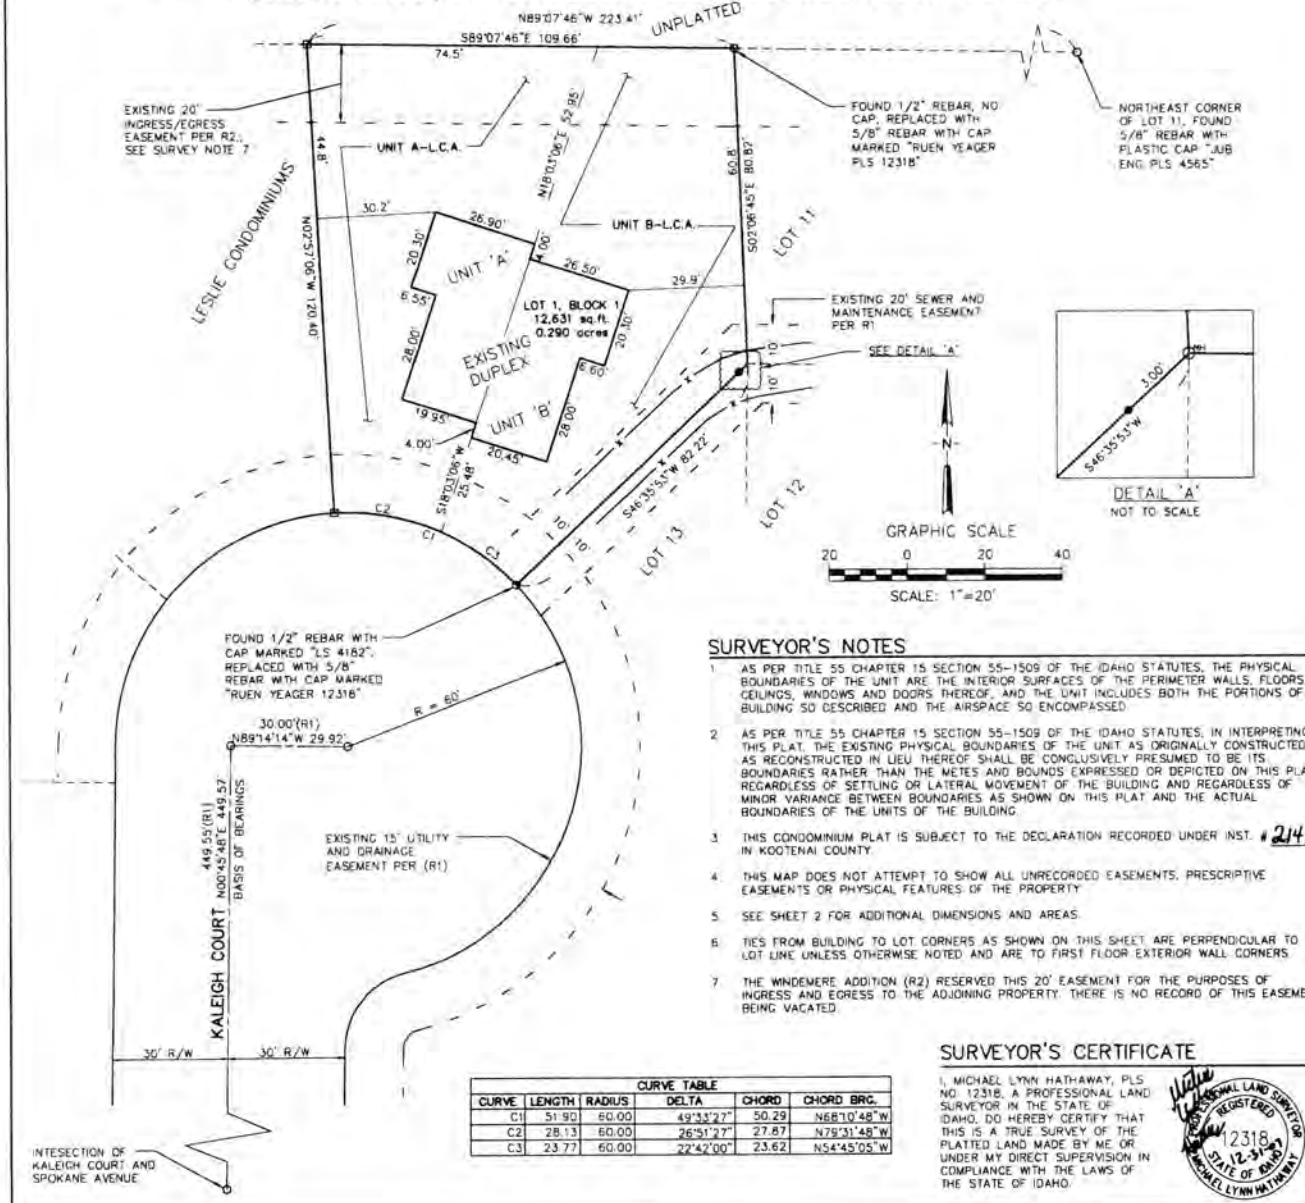 N89°07'46"W 223.41'
UNPLATTED
S89°07'46"E 109.66'
74.5'
EXISTING 20'
INGRESS/EGRESS
EASEMENT PER R2,
SEE SURVEY NOTE 7
44.8'
UNIT A-L.C.A.
N18°03'06"E 52.95'
60.8'
S02°06'45"E 80.82'
FOUND 1/2" REBAR, NO
CAP, REPLACED WITH
5/8" REBAR WITH CAP
MARKED "RUEN YEAGER
PLS 12318"
NORTHEAST CORNER
OF LOT 11, FOUND
5/8" REBAR WITH
PLASTIC CAP "JUB
ENG PLS 4565"
LESLIE CONDOMINIUMS
N02°57'06"W 120.40'
30.2'
26.90'
UNIT B-L.C.A.
LOT 11
20.30'
UNIT 'A'
4.00'
26.50'
29.9'
6.55'
LOT 1, BLOCK 1
12,631 sq.ft.
0.290 acres
28.00'
EXISTING
DUPLEX
20.30'
6.60'
EXISTING 20' SEWER AND
MAINTENANCE EASEMENT
PER R1
SEE DETAIL 'A'
10'
10'
19.95'
UNIT 'B'
28.00'
4.00'
20.45'
S18°03'06"W
25.48'
S46°35'53"W 82.22'
LOT 12
LOT 13
10'
10'
N
MH
3.00'
S46°35'53"W
DETAIL 'A'
NOT TO SCALE
GRAPHIC SCALE
20 0 20 40
SCALE: 1"=20'
C2
C1
C3
FOUND 1/2" REBAR WITH
CAP MARKED "LS 4182",
REPLACED WITH 5/8"
REBAR WITH CAP MARKED
"RUEN YEAGER 12318"
R = 60'
30.00'(R1)
N89°14'14"W 29.92'
449.55'(R1)
N00°45'48"E 449.57
BASIS OF BEARINGS
KALEIGH COURT
EXISTING 15' UTILITY
AND DRAINAGE
EASEMENT PER (R1)
30' R/W
30' R/W
INTESECTION OF
KALEIGH COURT AND
SPOKANE AVENUE
SURVEYOR'S NOTES
1. AS PER TITLE 55 CHAPTER 15 SECTION 55-1509 OF THE IDAHO STATUTES, THE PHYSICAL
BOUNDARIES OF THE UNIT ARE THE INTERIOR SURFACES OF THE PERIMETER WALLS, FLOORS
CEILINGS, WINDOWS AND DOORS THEREOF, AND THE UNIT INCLUDES BOTH THE PORTIONS OF
BUILDING SO DESCRIBED AND THE AIRSPACE SO ENCOMPASSED.
2. AS PER TITLE 55 CHAPTER 15 SECTION 55-1509 OF THE IDAHO STATUTES, IN INTERPRETING
THIS PLAT, THE EXISTING PHYSICAL BOUNDARIES OF THE UNIT AS ORIGINALLY CONSTRUCTED
AS RECONSTRUCTED IN LIEU THEREOF SHALL BE CONCLUSIVELY PRESUMED TO BE ITS
BOUNDARIES RATHER THAN THE METES AND BOUNDS EXPRESSED OR DEPICTED ON THIS PLA
REGARDLESS OF SETTLING OR LATERAL MOVEMENT OF THE BUILDING AND REGARDLESS OF
MINOR VARIANCE BETWEEN BOUNDARIES AS SHOWN ON THIS PLAT AND THE ACTUAL
BOUNDARIES OF THE UNITS OF THE BUILDING.
3 THIS CONDOMINIUM PLAT IS SUBJECT TO THE DECLARATION RECORDED UNDER INST. # 214
IN KOOTENAI COUNTY.
4 THIS MAP DOES NOT ATTEMPT TO SHOW ALL UNRECORDED EASEMENTS, PRESCRIPTIVE
EASEMENTS OR PHYSICAL FEATURES OF THE PROPERTY
5. SEE SHEET 2 FOR ADDITIONAL DIMENSIONS AND AREAS.
6 TIES FROM BUILDING TO LOT CORNERS AS SHOWN ON THIS SHEET ARE PERPENDICULAR TO
LOT LINE UNLESS OTHERWISE NOTED AND ARE TO FIRST FLOOR EXTERIOR WALL CORNERS
7. THE WINDEMERE ADDITION (R2) RESERVED THIS 20' EASEMENT FOR THE PURPOSES OF
INGRESS AND EGRESS TO THE ADJOINING PROPERTY. THERE IS NO RECORD OF THIS EASEME
BEING VACATED.
CURVE TABLE
CURVE LENGTH RADIUS DELTA CHORD CHORD BRG.
C1 51.90 60.00 49°33'27" 50.29 N68°10'48"W
C2 28.13 60.00 26°51'27" 27.87 N79°31'48"W
C3 23.77 60.00 22°42'00" 23.62 N54°45'05"W
SURVEYOR'S CERTIFICATE
I, MICHAEL LYNN HATHAWAY, PLS
NO. 12318, A PROFESSIONAL LAND
SURVEYOR IN THE STATE OF
IDAHO, DO HEREBY CERTIFY THAT
THIS IS A TRUE SURVEY OF THE
PLATTED LAND MADE BY ME OR
UNDER MY DIRECT SUPERVISION IN
COMPLIANCE WITH THE LAWS OF
THE STATE OF IDAHO.
PROFESSIONAL LAND SURVEYOR
REGISTERED
12318
12-31-07
STATE OF IDAHO
MICHAEL LYNN HATHAWAY